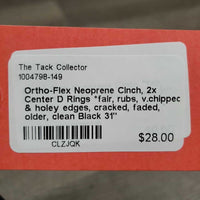 The Tack Collector
1004798-149
Ortho-Flex Neoprene Cinch, 2x
Center D Rings *fair, rubs, v.chipped
& holey edges, cracked, faded,
older, clean Black 31"
CLZJQK
$28.00